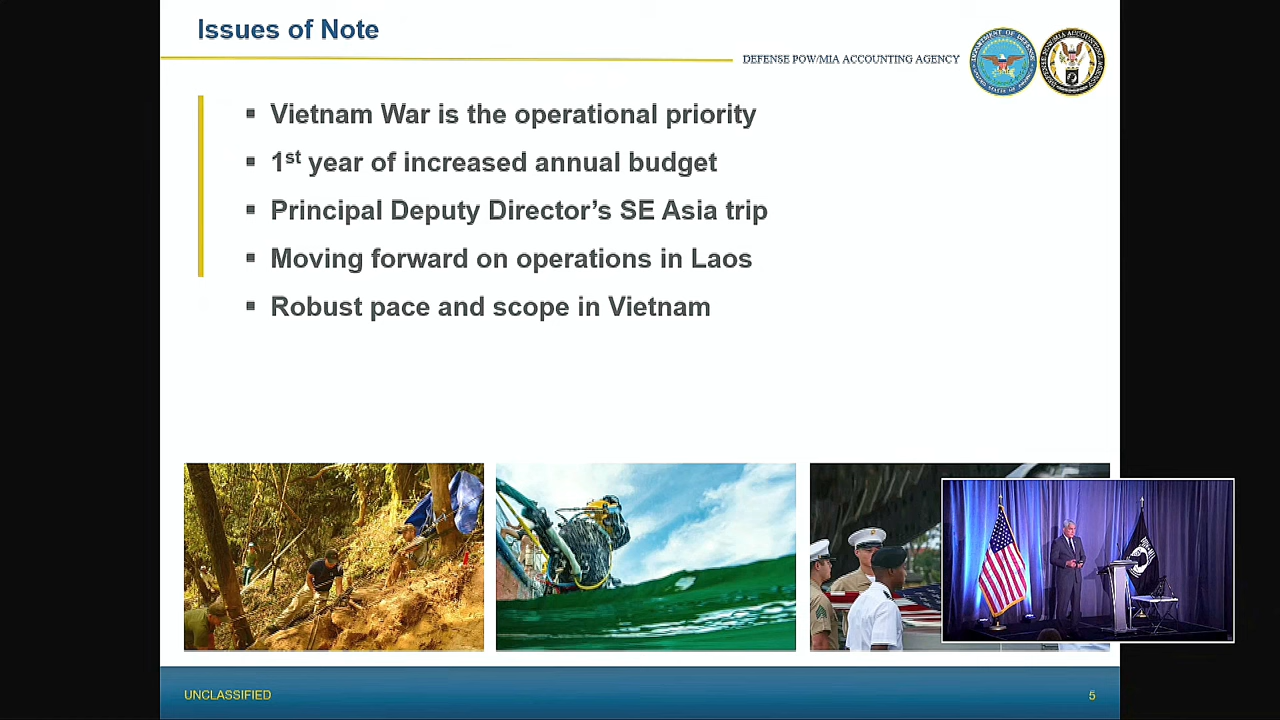 Issues of Note
DEFENSE POW/MIA ACCOUNTING AGENCY
▪ Vietnam War is the operational priority
▪ 1st year of increased annual budget
▪ Principal Deputy Director’s SE Asia trip
▪ Moving forward on operations in Laos
▪ Robust pace and scope in Vietnam
UNCLASSIFIED
5